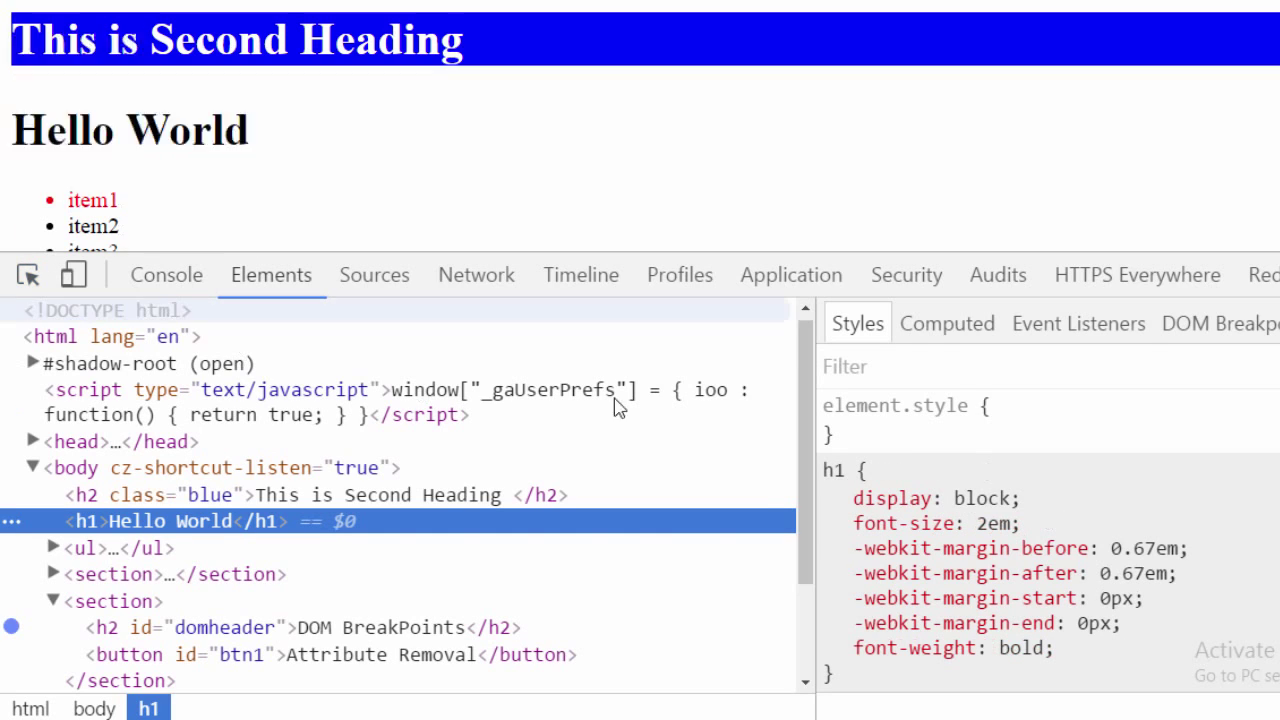 This is Second Heading
Hello World
item1
item2
item3
Console Elements Sources Network Timeline Profiles Application Security Audits HTTPS Everywhere Red
<!DOCTYPE html>
<html lang="en">
#shadow-root (open)
<script type="text/javascript">window["_gaUserPrefs"] = { ioo :
function() { return true; } }</script>
<head>…</head>
<body cz-shortcut-listen="true">
<h2 class="blue">This is Second Heading </h2>
<h1>Hello World</h1> == $0
<ul>…</ul>
<section>…</section>
<section>
<h2 id="domheader">DOM BreakPoints</h2>
<button id="btn1">Attribute Removal</button>
</section>
html body h1
Styles Computed Event Listeners DOM Breakpo
Filter
element.style {
}
h1 {
display: block;
font-size: 2em;
-webkit-margin-before: 0.67em;
-webkit-margin-after: 0.67em;
-webkit-margin-start: 0px;
-webkit-margin-end: 0px;
font-weight: bold;
}
Activate
Go to PC se